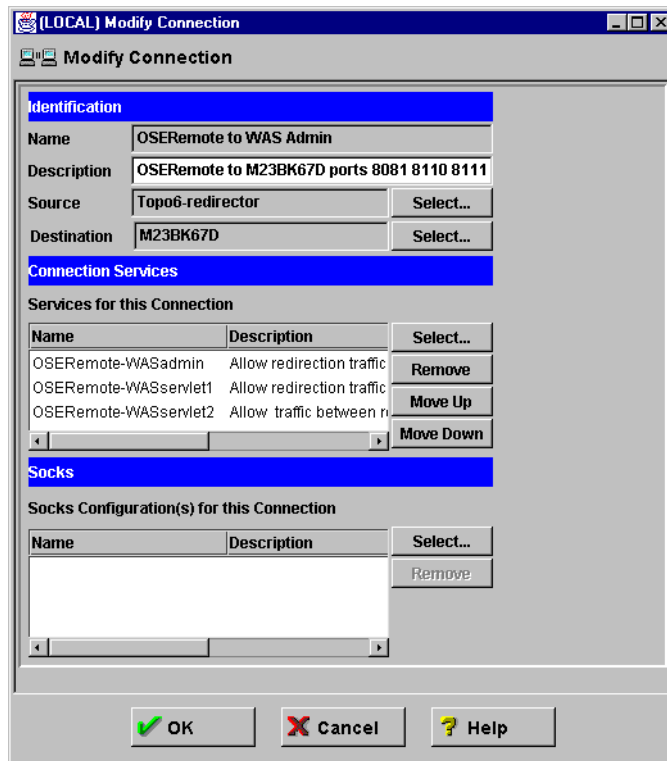 (LOCAL) Modify Connection
Modify Connection
Identification
Name OSERemote to WAS Admin
Description OSERemote to M23BK67D ports 8081 8110 8111
Source Topo6-redirector Select...
Destination M23BK67D Select...
Connection Services
Services for this Connection
Name Description Select...
OSERemote-WASadmin Allow redirection traffic
Remove
OSERemote-WASservlet1 Allow redirection traffic
Move Up
OSERemote-WASservlet2 Allow traffic between
Move Down
Socks
Socks Configuration(s) for this Connection
Name Description Select...
Remove
OK Cancel Help